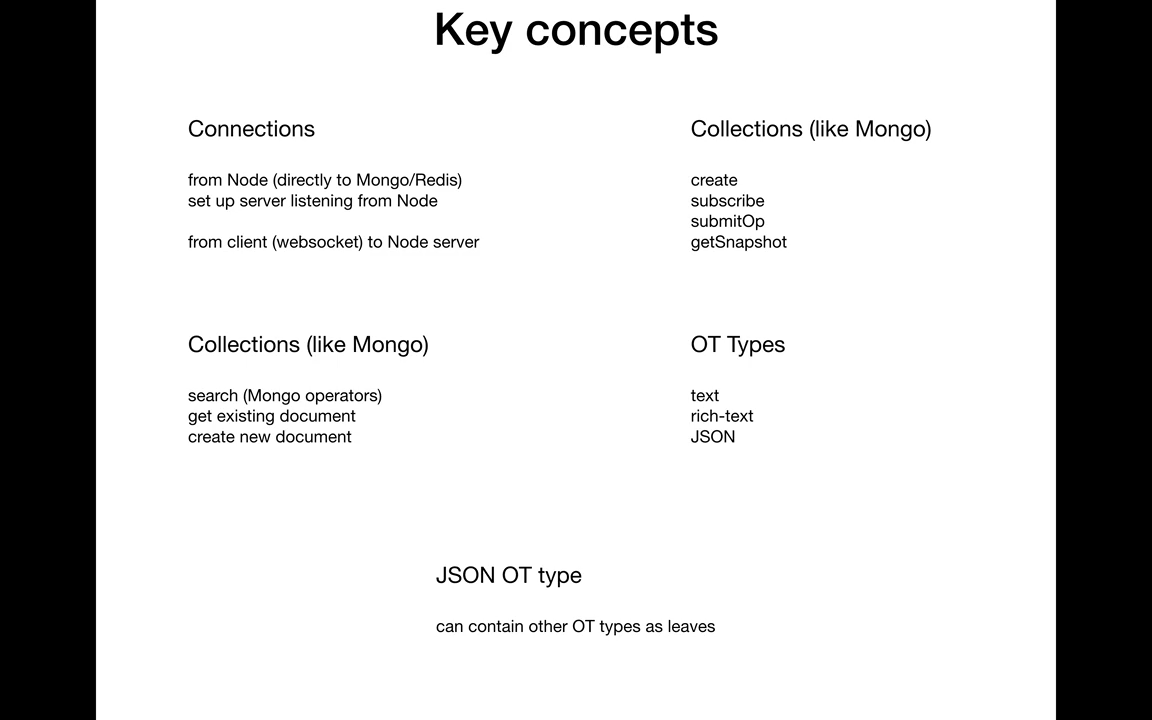 Key concepts
Connections
from Node (directly to Mongo/Redis)
set up server listening from Node
from client (websocket) to Node server
Collections (like Mongo)
create
subscribe
submitOp
getSnapshot
Collections (like Mongo)
search (Mongo operators)
get existing document
create new document
OT Types
text
rich-text
JSON
JSON OT type
can contain other OT types as leaves